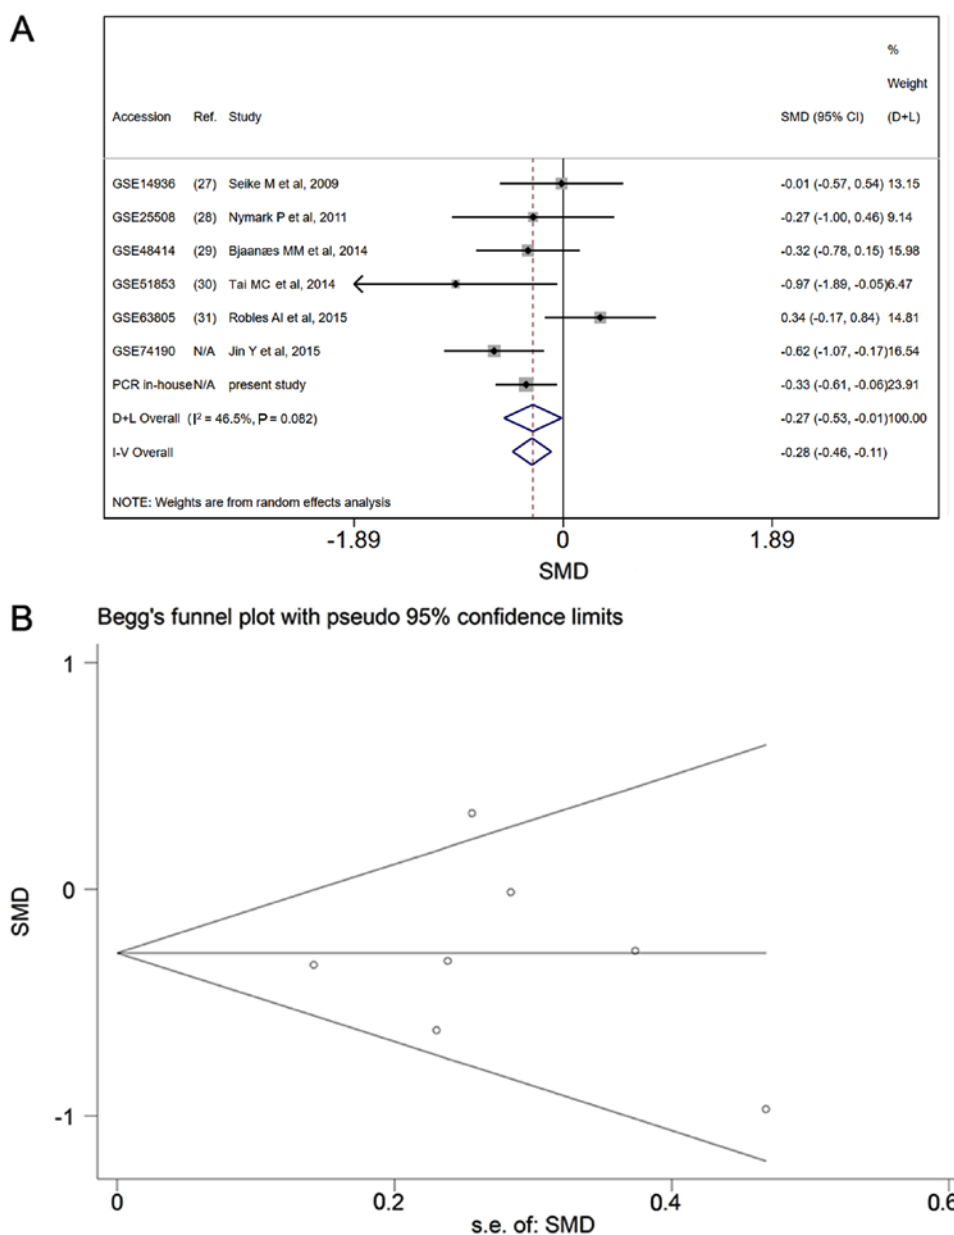 A
%
Weight
Accession Ref. Study SMD (95% CI) (D+L)
GSE14936 (27) Seike M et al, 2009 -0.01 (-0.57, 0.54) 13.15
GSE25508 (28) Nymark P et al, 2011 -0.27 (-1.00, 0.46) 9.14
GSE48414 (29) Bjaanæs MM et al, 2014 -0.32 (-0.78, 0.15) 15.98
GSE51853 (30) Tai MC et al, 2014 -0.97 (-1.89, -0.05)6.47
GSE63805 (31) Robles AI et al, 2015 0.34 (-0.17, 0.84) 14.81
GSE74190 N/A Jin Y et al, 2015 -0.62 (-1.07, -0.17)16.54
PCR in-house N/A present study -0.33 (-0.61, -0.06)23.91
D+L Overall (I² = 46.5%, P = 0.082) -0.27 (-0.53, -0.01)100.00
I-V Overall -0.28 (-0.46, -0.11)
NOTE: Weights are from random effects analysis
-1.89 0 1.89
SMD
B
Begg's funnel plot with pseudo 95% confidence limits
1
0
-1
SMD
0 0.2 0.4 0.6
s.e. of: SMD